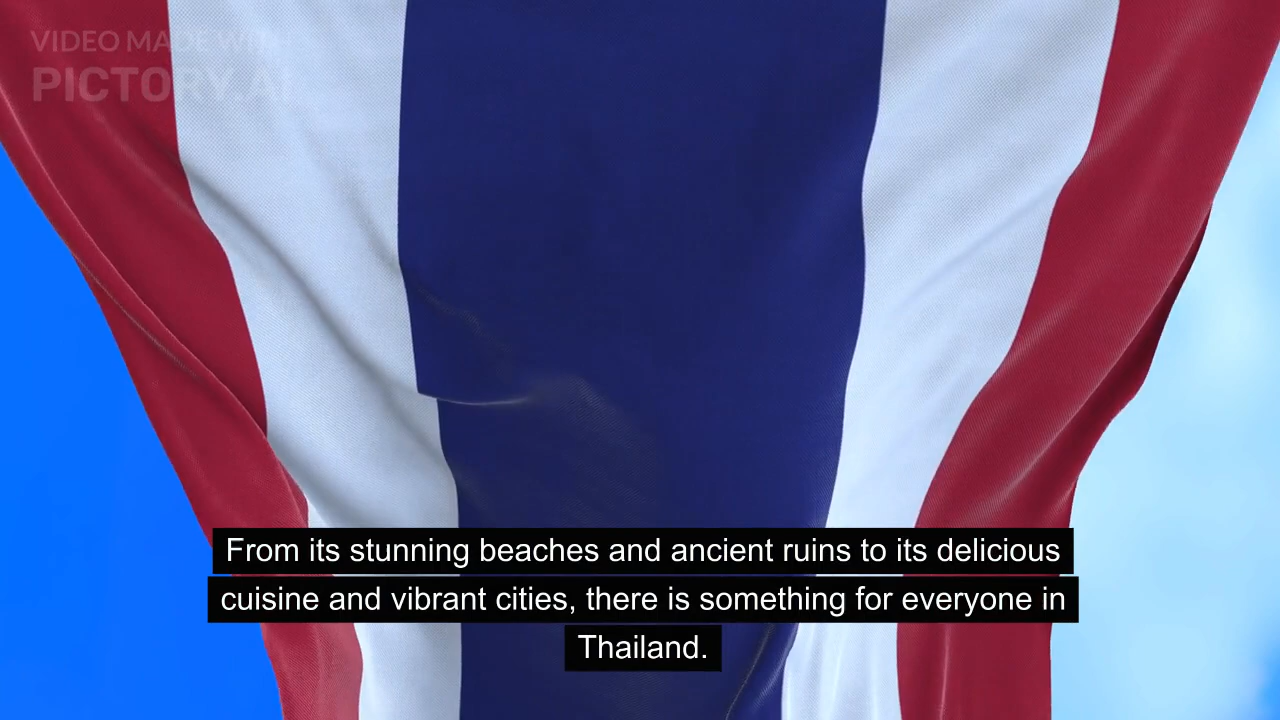 VIDEO MADE WITH
PICTORY.AI
From its stunning beaches and ancient ruins to its delicious
cuisine and vibrant cities, there is something for everyone in
Thailand.